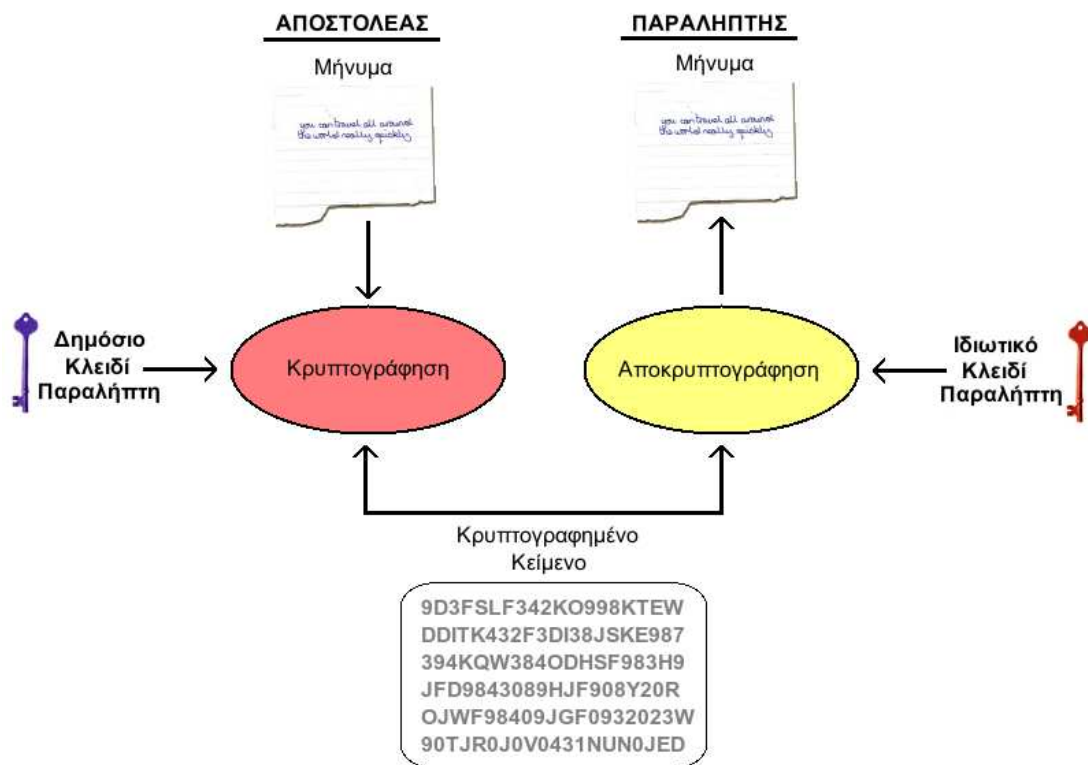 ΑΠΟΣΤΟΛΕΑΣ
ΠΑΡΑΛΗΠΤΗΣ
Μήνυμα
Μήνυμα
you can travel all around
the world really quickly
you can travel all around
the world really quickly
Δημόσιο
Κλειδί
Παραλήπτη
Κρυπτογράφηση
Αποκρυπτογράφηση
Ιδιωτικό
Κλειδί
Παραλήπτη
Κρυπτογραφημένο
Κείμενο
9D3FSLF342KO998KTEW
DDITK432F3DI38JSKE987
394KQW384ODHSF983H9
JFD9843089HJF908Y20R
OJWF98409JGF0932023W
90TJR0J0V0431NUN0JED